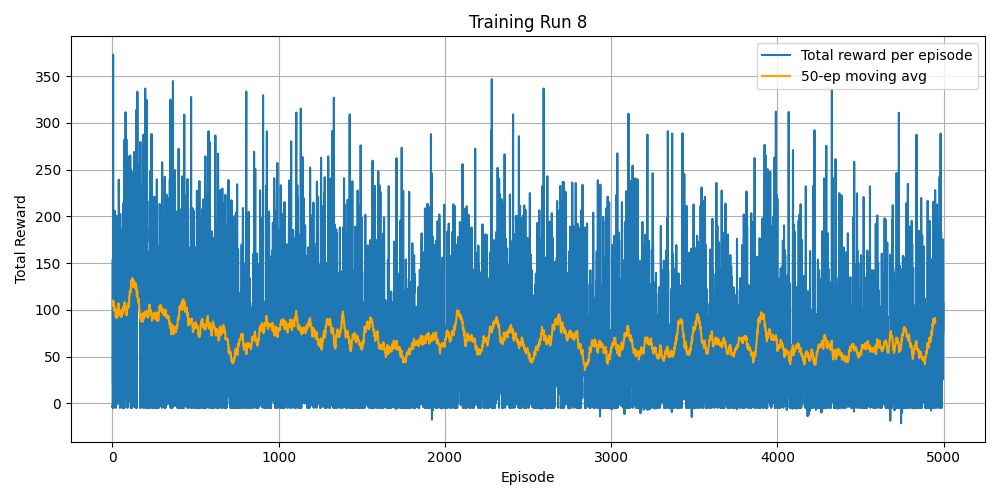 Training Run 8
Total reward per episode
50-ep moving avg
Total Reward
350
300
250
200
150
100
50
0
0 1000 2000 3000 4000 5000
Episode